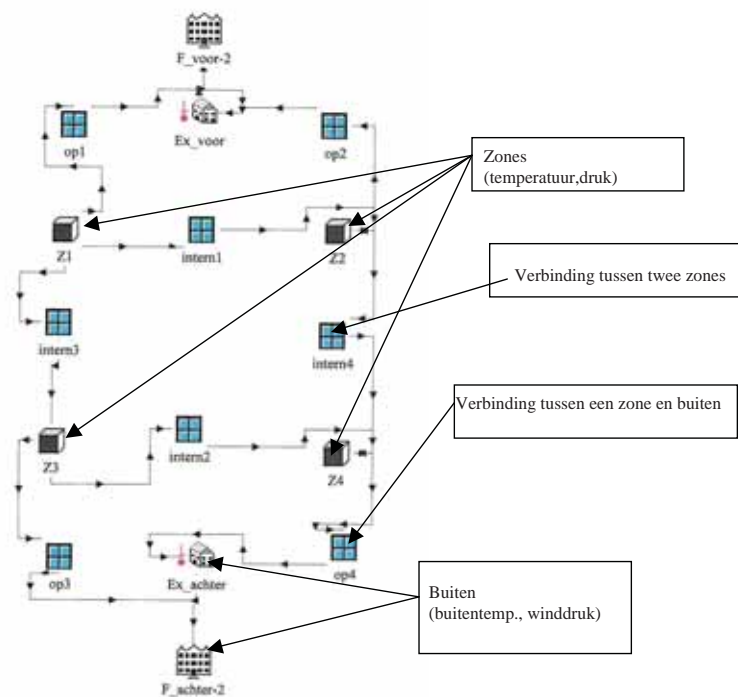 F_voor-2
op1
Ex_voor
op2
Zones
(temperatuur,druk)
Z1
intern1
Z2
Verbinding tussen twee zones
intern3
intern4
Verbinding tussen een zone en buiten
Z3
intern2
Z4
op3
Ex_achter
op4
Buiten
(buitentemp., winddruk)
F_achter-2